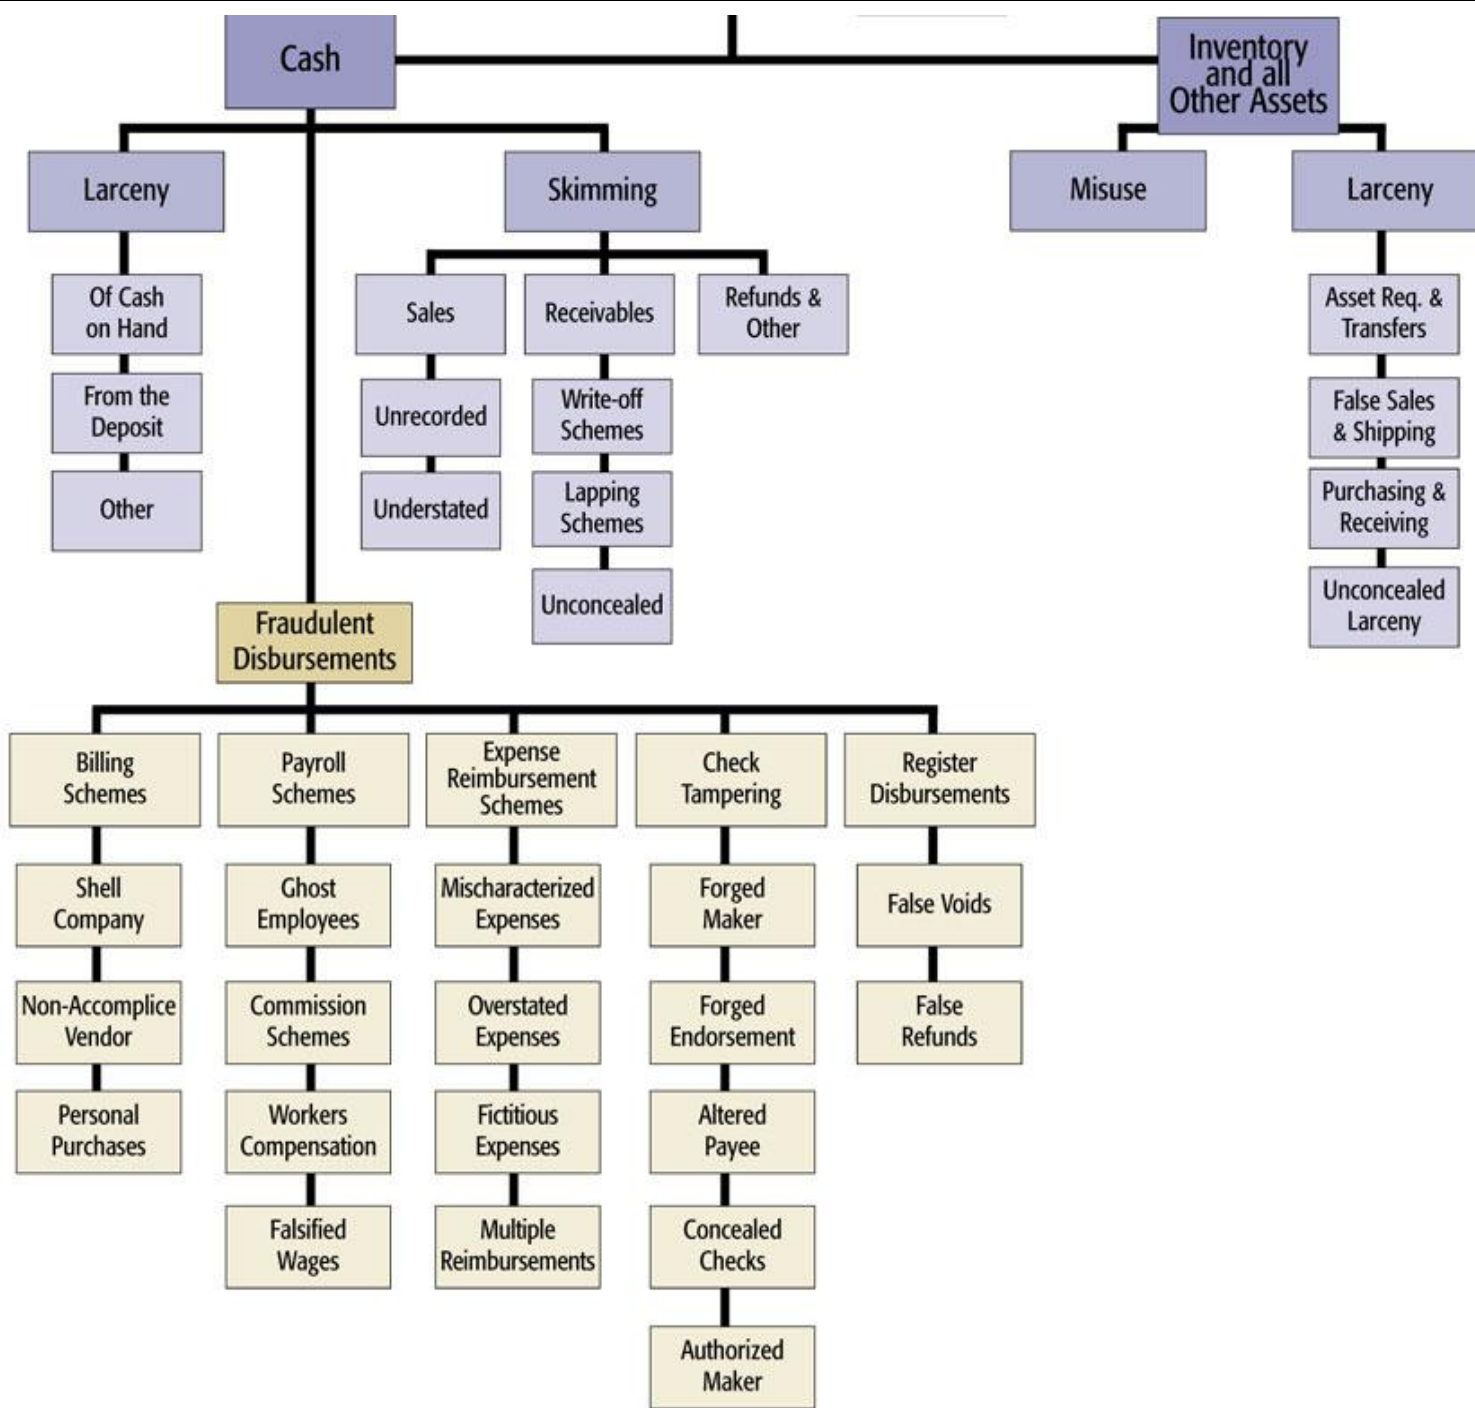 Cash
Inventory
and all
Other Assets
Larceny
Skimming
Misuse
Larceny
Of Cash
on Hand
Sales
Receivables
Refunds &
Other
Asset Req. &
Transfers
From the
Deposit
Unrecorded
Write-off
Schemes
False Sales
& Shipping
Other
Understated
Lapping
Schemes
Purchasing &
Receiving
Unconcealed
Unconcealed
Larceny
Fraudulent
Disbursements
Billing
Schemes
Payroll
Schemes
Expense
Reimbursement
Schemes
Check
Tampering
Register
Disbursements
Shell
Company
Ghost
Employees
Mischaracterized
Expenses
Forged
Maker
False Voids
Non-Accomplice
Vendor
Commission
Schemes
Overstated
Expenses
Forged
Endorsement
False
Refunds
Personal
Purchases
Workers
Compensation
Fictitious
Expenses
Altered
Payee
Falsified
Wages
Multiple
Reimbursements
Concealed
Checks
Authorized
Maker